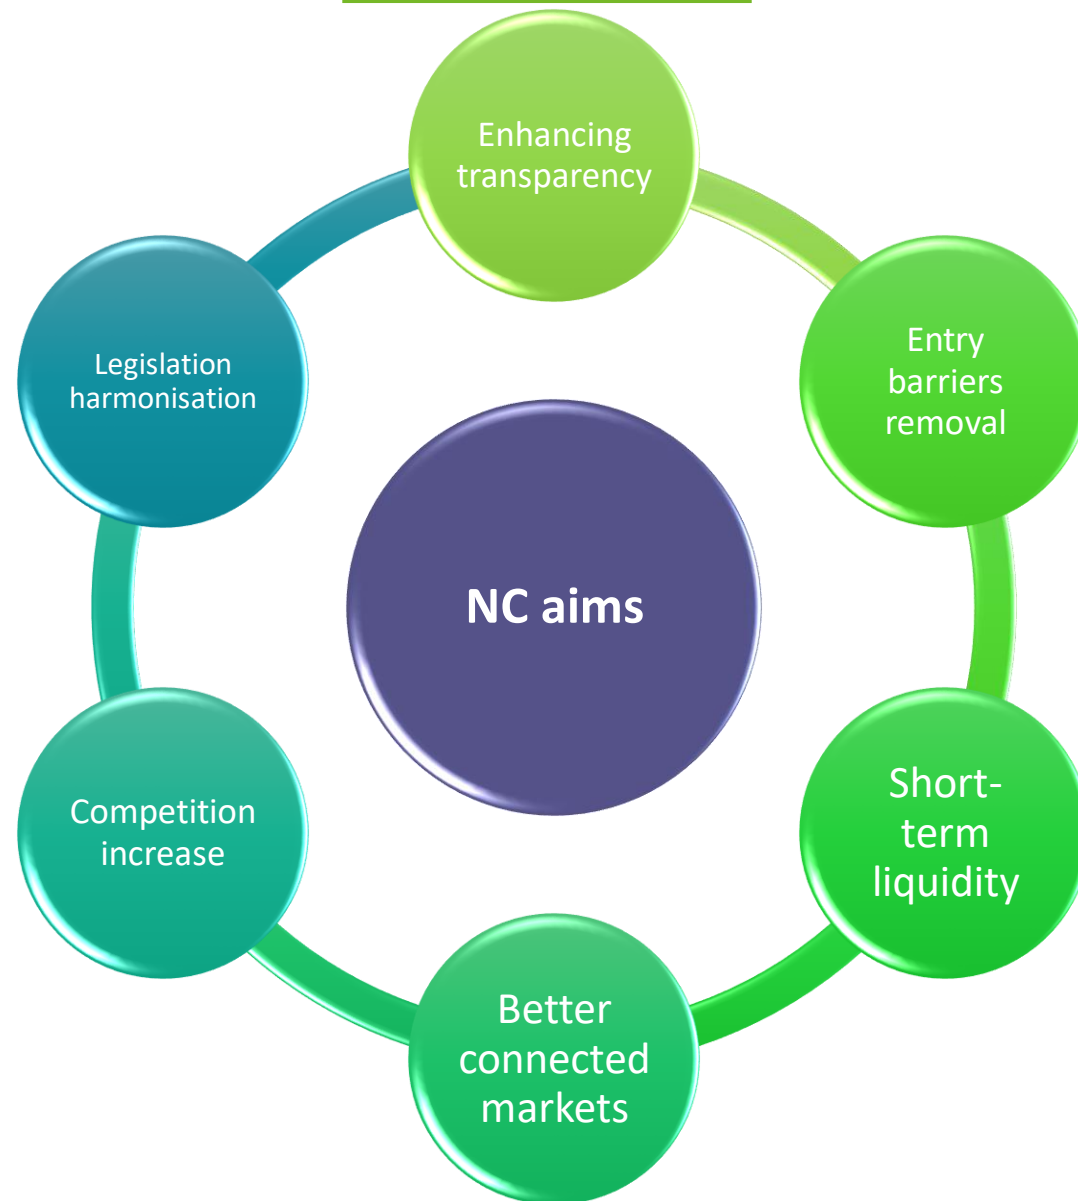 Enhancing
transparency
Entry
barriers
removal
Short-
term
liquidity
Better
connected
markets
Competition
increase
Legislation
harmonisation
NC aims